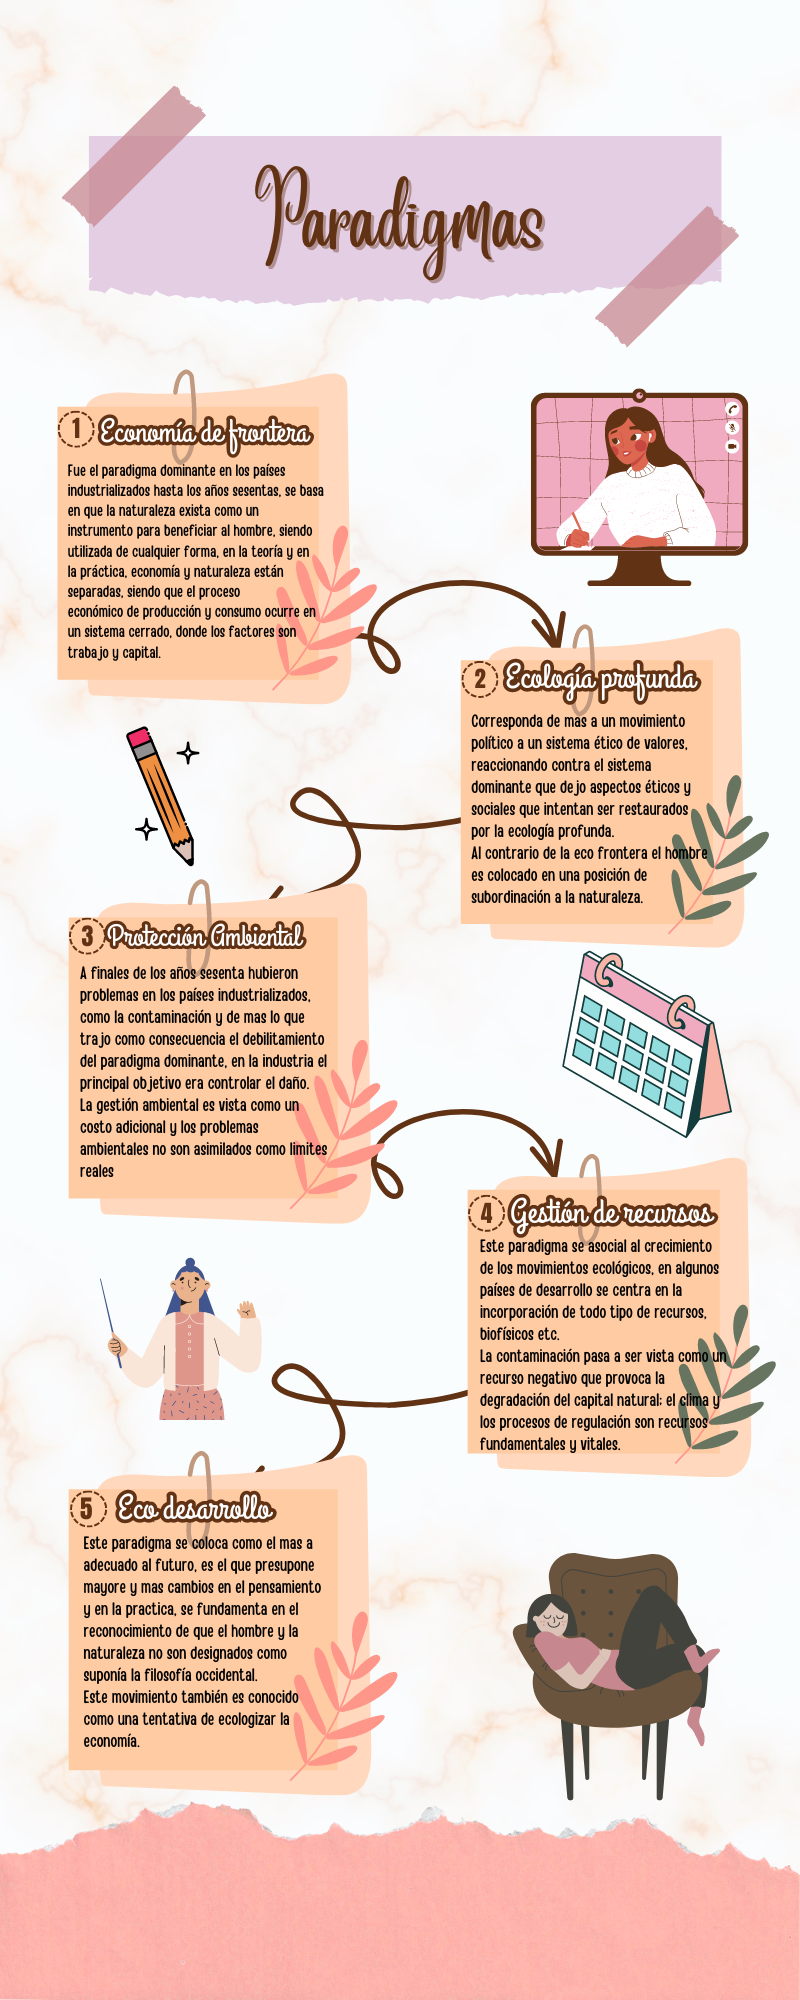 Paradigmas
1 Economía de frontera
Fue el paradigma dominante en los países
industrializados hasta los años sesentas, se basa
en que la naturaleza exista como un
instrumento para beneficiar al hombre, siendo
utilizada de cualquier forma, en la teoría y en
la práctica, economía y naturaleza están
separadas, siendo que el proceso
económico de producción y consumo ocurre en
un sistema cerrado, donde los factores son
trabajo y capital.
2 Ecología profunda
Corresponda de mas a un movimiento
político a un sistema ético de valores,
reaccionando contra el sistema
dominante que dejo aspectos éticos y
sociales que intentan ser restaurados
por la ecología profunda.
Al contrario de la eco frontera el hombre
es colocado en una posición de
subordinación a la naturaleza.
3 Protección Ambiental
A finales de los años sesenta hubieron
problemas en los países industrializados,
como la contaminación y de mas lo que
trajo como consecuencia el debilitamiento
del paradigma dominante, en la industria el
principal objetivo era controlar el daño.
La gestión ambiental es vista como un
costo adicional y los problemas
ambientales no son asimilados como limites
reales
4 Gestión de recursos
Este paradigma se asocial al crecimiento
de los movimientos ecológicos, en algunos
países de desarrollo se centra en la
incorporación de todo tipo de recursos,
biofísicos etc.
La contaminación pasa a ser vista como un
recurso negativo que provoca la
degradación del capital natural; el clima y
los procesos de regulación son recursos
fundamentales y vitales.
5 Eco desarrollo
Este paradigma se coloca como el mas a
adecuado al futuro, es el que presupone
mayore y mas cambios en el pensamiento
y en la practica, se fundamenta en el
reconocimiento de que el hombre y la
naturaleza no son designados como
suponía la filosofía occidental.
Este movimiento también es conocido
como una tentativa de ecologizar la
economía.